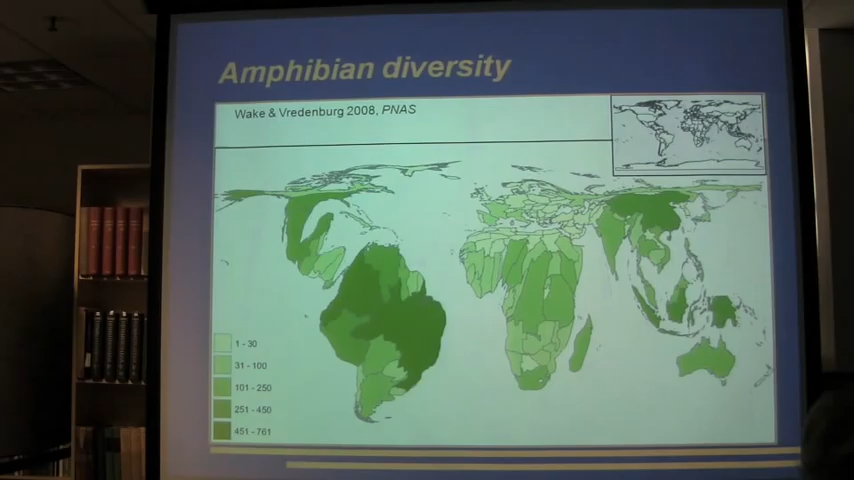 Amphibian diversity
Wake & Vredenburg 2008, PNAS
1 - 30
31 - 100
101 - 250
251 - 450
451 - 761